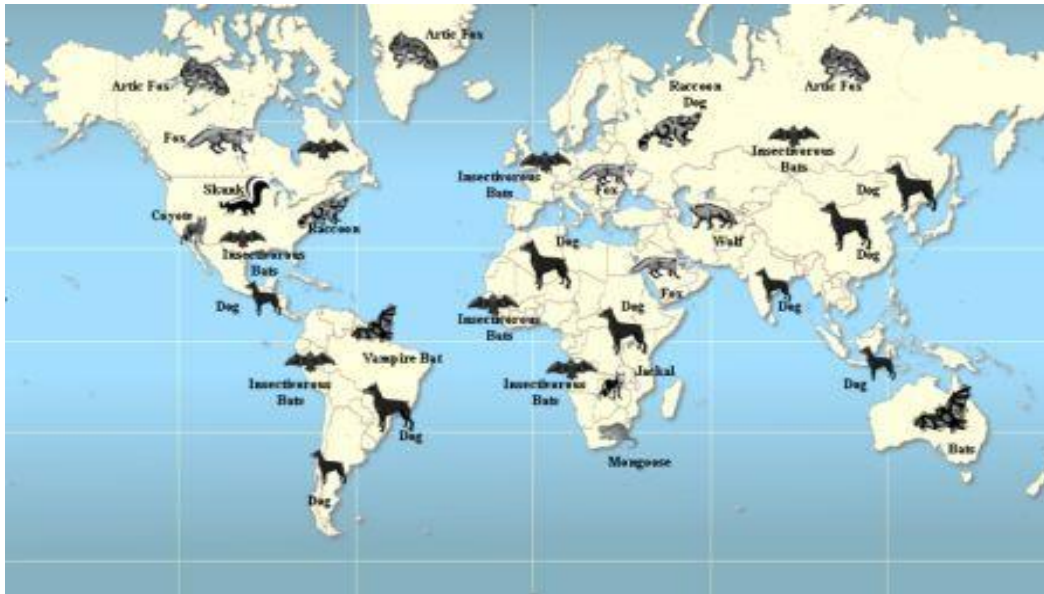 Artic Fox
Artic Fox
Artic Fox
Raccoon
Dog
Fox
Insectivorous
Bats
Insectivorous
Bats
Fox
Dog
Skunk
Coyote
Raccoon
Wolf
Dog
Dog
Insectivorous
Bats
Fox
Dog
Dog
Dog
Insectivorous
Bats
Vampire Bat
Insectivorous
Bats
Insectivorous
Bats
Jackal
Dog
Dog
Bats
Mongoose
Dog